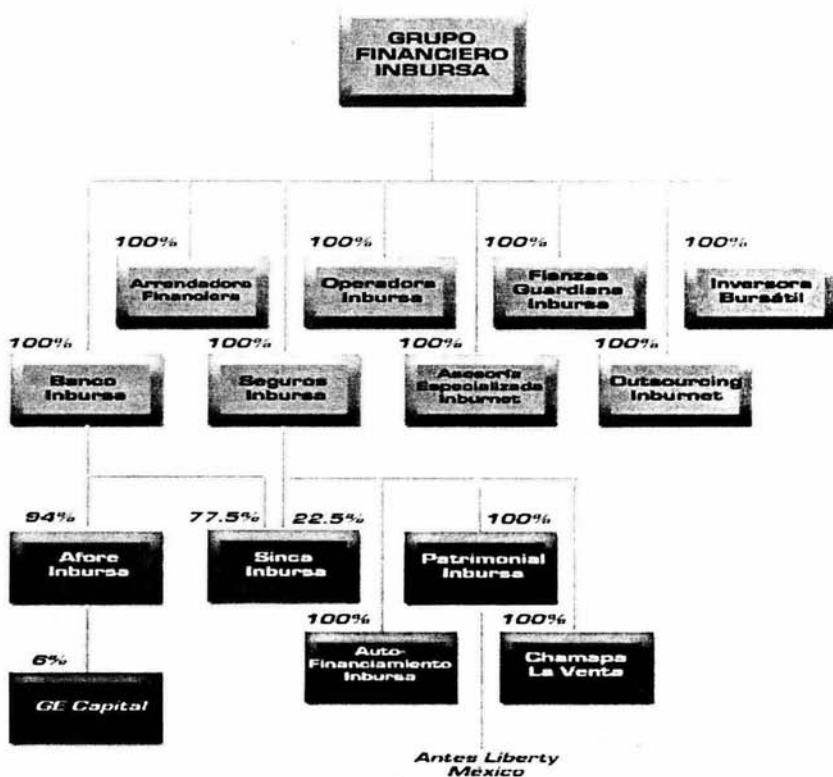 GRUPO
FINANCIERO
INBURSA
100%
100%
100%
100%
Arrendadora
Financiera
Operadora
Inbursa
Fianzas
Guardiana
Inbursa
Inversora
Bursátil
100%
100%
100%
100%
Banco
Inbursa
Seguros
Inbursa
Asesoría
Especializada
Inburnet
Outsourcing
Inburnet
94%
77.5%
22.5%
100%
Afore
Inbursa
Sinca
Inbursa
Patrimonial
Inbursa
100%
100%
Auto-
Financiamiento
Inbursa
Chamapa
La Venta
6%
GE Capital
Antes Liberty
México